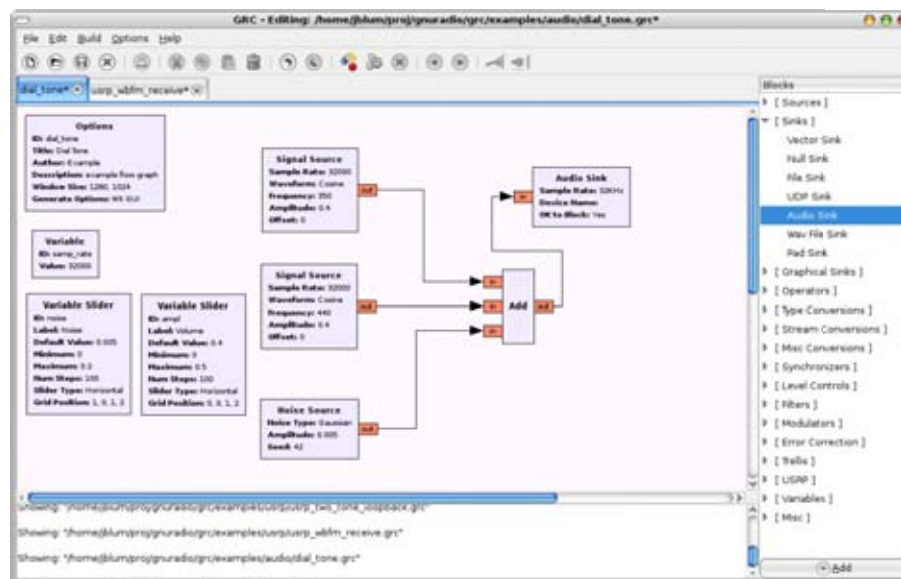 GRC - Editing: /home/jblum/proj/gnuradio/grc/examples/audio/dial_tone.grc*
File Edit Build Options Help
dial_tone* usrp_wbfm_receive*
Options
ID: dial_tone
Title: Dial Tone
Author: Example
Description: example flow graph
Window Size: 1280, 1024
Generate Options: WX GUI
Variable
ID: samp_rate
Value: 32000
Variable Slider
ID: noise
Label: Noise
Default Value: 0.005
Minimum: 0
Maximum: 0.2
Num Steps: 100
Slider Type: Horizontal
Grid Position: 1, 0, 1, 2
Variable Slider
ID: ampl
Label: Volume
Default Value: 0.4
Minimum: 0
Maximum: 0.5
Num Steps: 100
Slider Type: Horizontal
Grid Position: 0, 0, 1, 2
Signal Source
Sample Rate: 32000
Waveform: Cosine
Frequency: 350
Amplitude: 0.4
Offset: 0
out
Signal Source
Sample Rate: 32000
Waveform: Cosine
Frequency: 440
Amplitude: 0.4
Offset: 0
out
Noise Source
Noise Type: Gaussian
Amplitude: 0.005
Seed: 42
out
in
in
in
Add
out
in
Audio Sink
Sample Rate: 32KHz
Device Name:
OK to Block: Yes
Blocks
[ Sources ]
[ Sinks ]
Vector Sink
Null Sink
File Sink
UDP Sink
Audio Sink
Wav File Sink
Pad Sink
[ Graphical Sinks ]
[ Operators ]
[ Type Conversions ]
[ Stream Conversions ]
[ Misc Conversions ]
[ Synchronizers ]
[ Level Controls ]
[ Filters ]
[ Modulators ]
[ Error Correction ]
[ Trellis ]
[ USRP ]
[ Variables ]
[ Misc ]
Add
Showing: "/home/jblum/proj/gnuradio/grc/examples/usrp/usrp_two_tone_loopback.grc"
Showing: "/home/jblum/proj/gnuradio/grc/examples/usrp/usrp_wbfm_receive.grc"
Showing: "/home/jblum/proj/gnuradio/grc/examples/audio/dial_tone.grc"